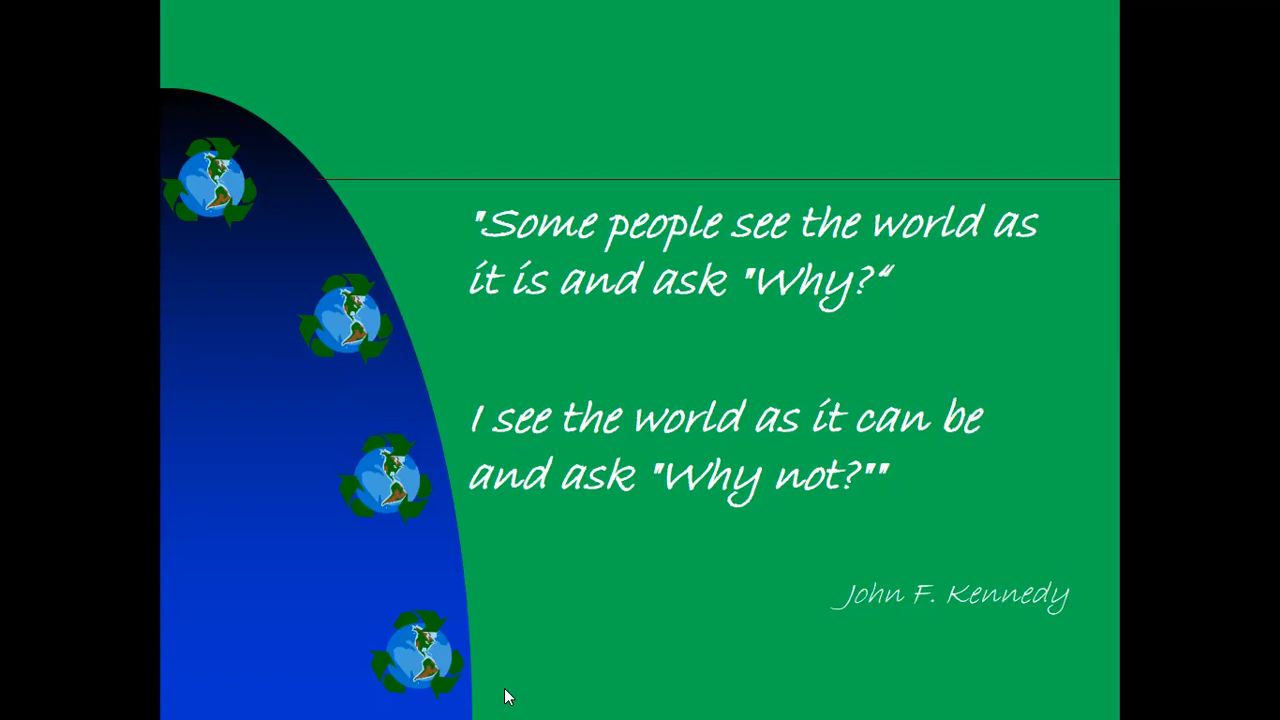 "Some people see the world as
it is and ask "Why?“
I see the world as it can be
and ask "Why not?""
John F. Kennedy